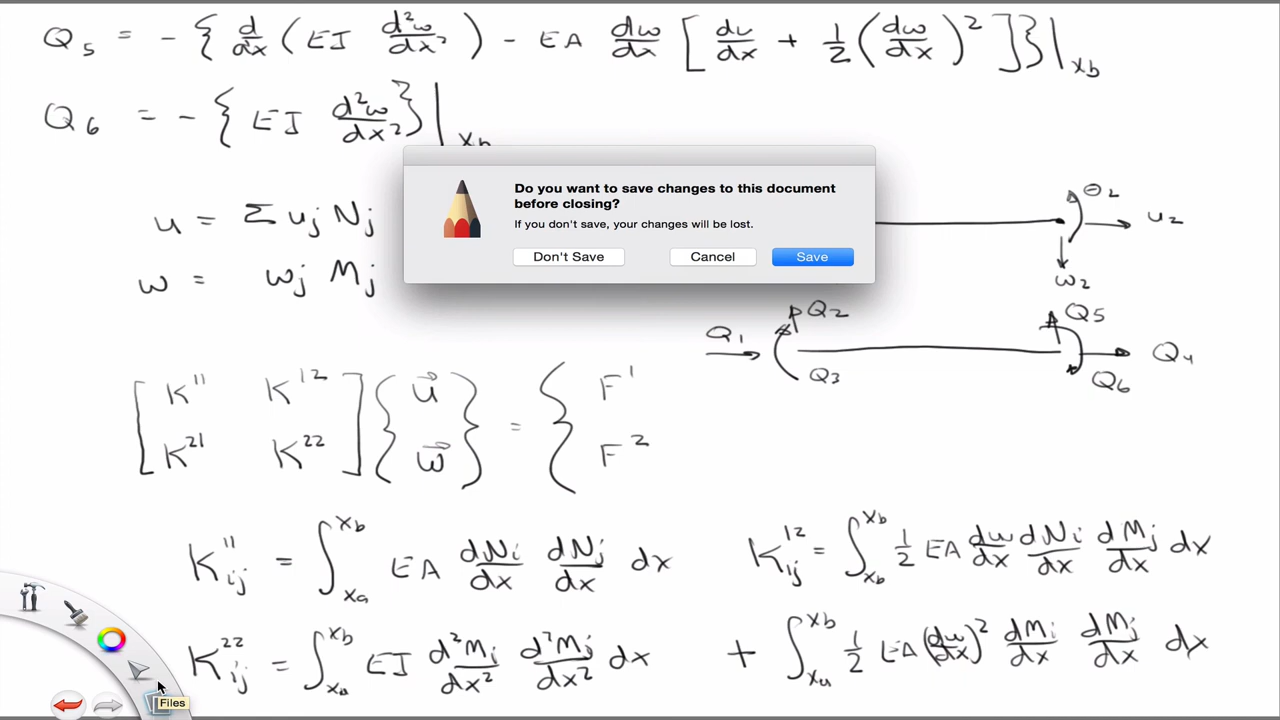 Q₅ = - { d/dx ( EI d²w/dx² ) - EA dw/dx [ du/dx + 1/2 ( dw/dx )² ] } |xb
Q₆ = - { EI d²w/dx² } |xb
Do you want to save changes to this document
before closing?
If you don't save, your changes will be lost.
Don't Save Cancel Save
u = Σ uj Nj
w = wj Mj
θ₂
u₂
w₂
Q₁ Q₂ Q₃ Q₅ Q₄ Q₆
[ K¹¹ K¹² ] { u⃗ } = { F¹
[ K²¹ K²² ] { w⃗ } = { F²
K¹¹ij = ∫xa^xb EA dNi/dx dNj/dx dx
K¹²ij = ∫xb^xb 1/2 EA dw/dx dNi/dx dMj/dx dx
K²²ij = ∫xa^xb EI d²Mi/dx² d²Mj/dx² dx + ∫xa^xb 1/2 EA (dw/dx)² dMi/dx dMj/dx dx
Files